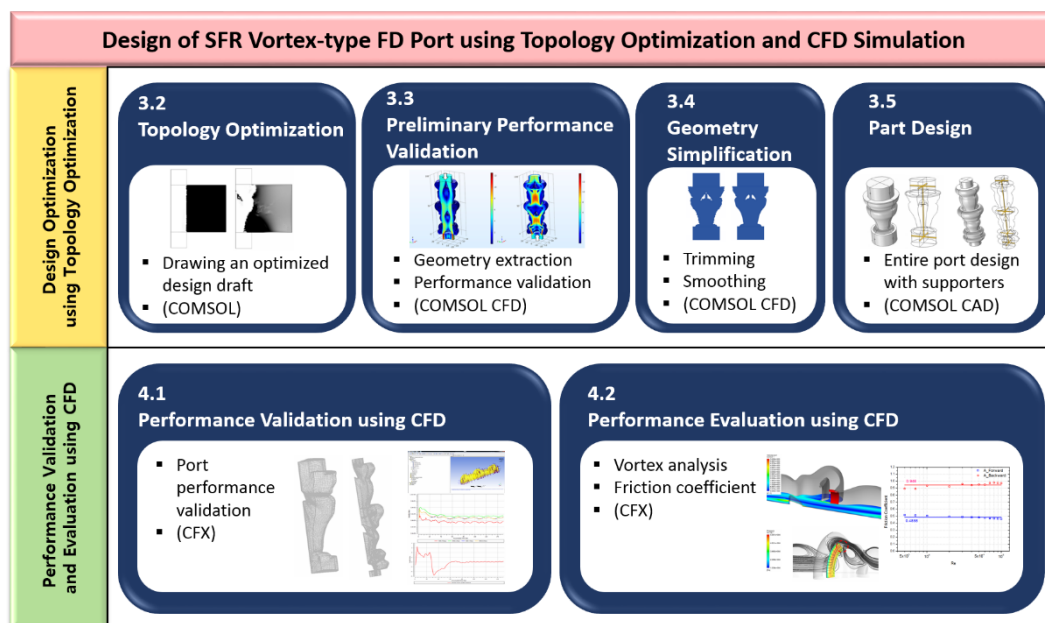 Design of SFR Vortex-type FD Port using Topology Optimization and CFD Simulation
Design Optimization
using Topology Optimization
3.2
Topology Optimization
▪ Drawing an optimized
design draft
▪ (COMSOL)
3.3
Preliminary Performance
Validation
▪ Geometry extraction
▪ Performance validation
▪ (COMSOL CFD)
3.4
Geometry
Simplification
▪ Trimming
▪ Smoothing
▪ (COMSOL CFD)
3.5
Part Design
▪ Entire port design
with supporters
▪ (COMSOL CAD)
Performance Validation
and Evaluation using CFD
4.1
Performance Validation using CFD
▪ Port
performance
validation
▪ (CFX)
4.2
Performance Evaluation using CFD
▪ Vortex analysis
▪ Friction coefficient
▪ (CFX)
Friction Coefficient